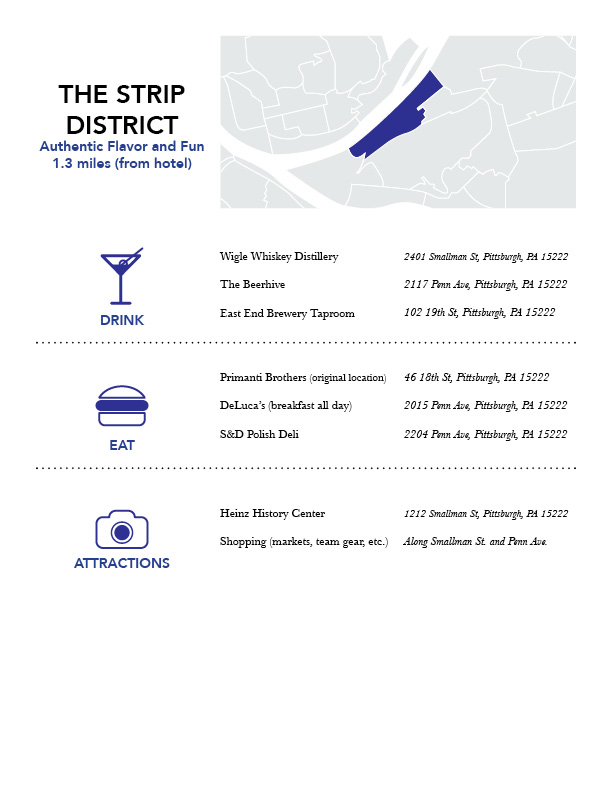 THE STRIP
DISTRICT
Authentic Flavor and Fun
1.3 miles (from hotel)
Wigle Whiskey Distillery 2401 Smallman St, Pittsburgh, PA 15222
The Beerhive 2117 Penn Ave, Pittsburgh, PA 15222
East End Brewery Taproom 102 19th St, Pittsburgh, PA 15222
DRINK
Primanti Brothers (original location) 46 18th St, Pittsburgh, PA 15222
DeLuca's (breakfast all day) 2015 Penn Ave, Pittsburgh, PA 15222
S&D Polish Deli 2204 Penn Ave, Pittsburgh, PA 15222
EAT
Heinz History Center 1212 Smallman St, Pittsburgh, PA 15222
Shopping (markets, team gear, etc.) Along Smallman St. and Penn Ave.
ATTRACTIONS